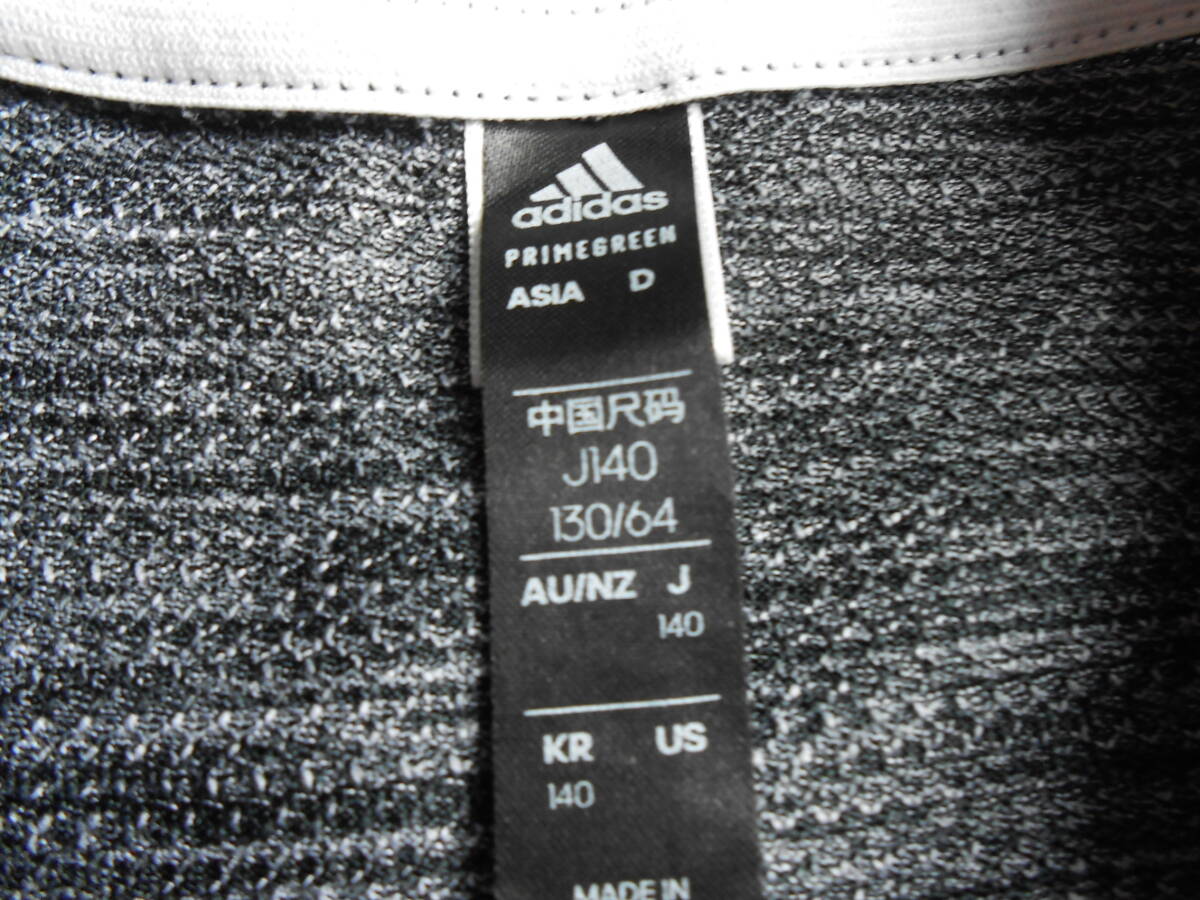 adidas
PRIMEGREEN
ASIA D
中国尺码
J140
130/64
AU/NZ J
140
KR US
140
MADE IN